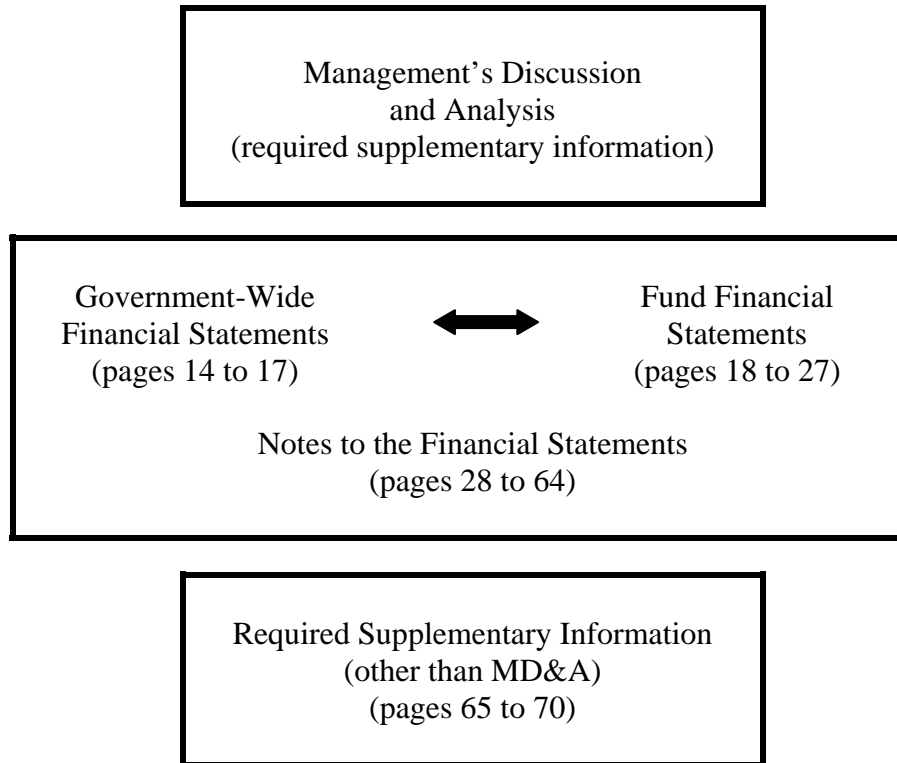 Management’s Discussion
and Analysis
(required supplementary information)
Government-Wide
Financial Statements
(pages 14 to 17)
Fund Financial
Statements
(pages 18 to 27)
Notes to the Financial Statements
(pages 28 to 64)
Required Supplementary Information
(other than MD&A)
(pages 65 to 70)